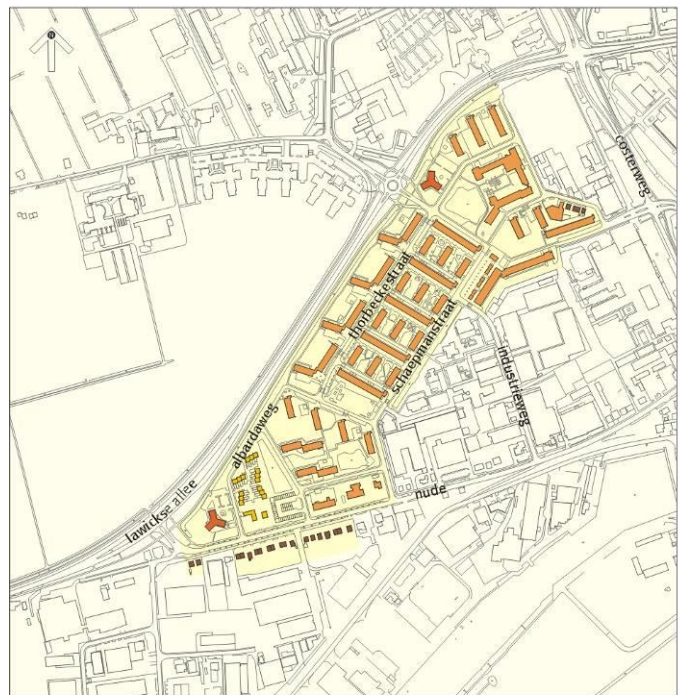 N
costerweg
thorbeckestraat
schaepmanstraat
industrieweg
albardaweg
nude
lawickse allee